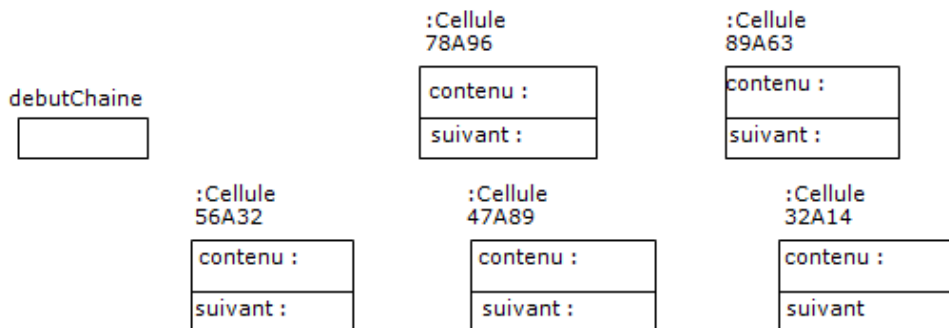 :Cellule
78A96
contenu :
suivant :
:Cellule
89A63
contenu :
suivant :
debutChaine
:Cellule
56A32
contenu :
suivant :
:Cellule
47A89
contenu :
suivant :
:Cellule
32A14
contenu :
suivant